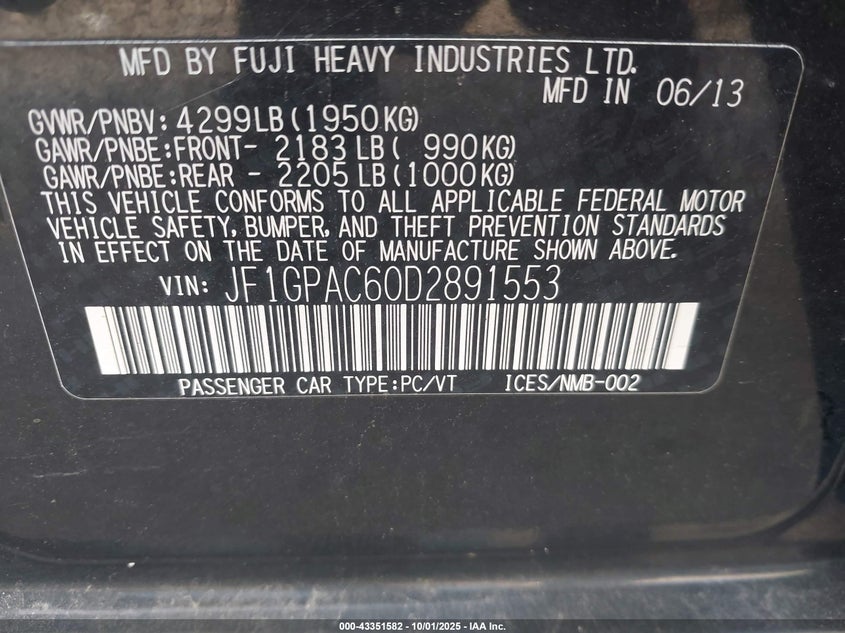 MFD BY FUJI HEAVY INDUSTRIES LTD.
MFD IN 06/13
GVWR/PNBV: 4299LB(1950KG)
GAWR/PNBE:FRONT- 2183 LB( 990KG)
GAWR/PNBE:REAR - 2205 LB(1000KG)
THIS VEHICLE CONFORMS TO ALL APPLICABLE FEDERAL MOTOR
VEHICLE SAFETY, BUMPER, AND THEFT PREVENTION STANDARDS
IN EFFECT ON THE DATE OF MANUFACTURE SHOWN ABOVE.
VIN: JF1GPAC60D2891553
PASSENGER CAR TYPE:PC/VT ICES/NMB-002
000-43351582 - 10/01/2025 - IAA Inc.